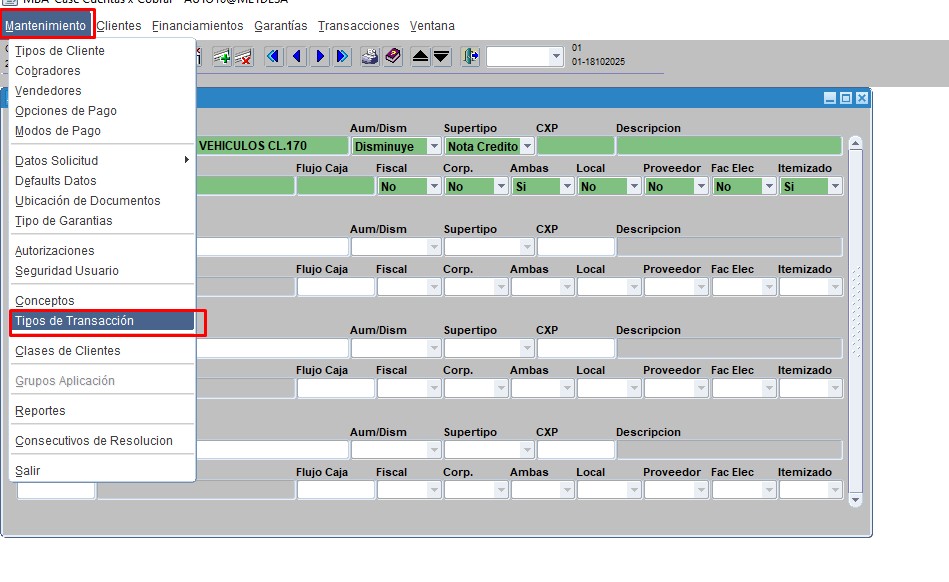 MBA-Case Cuentas x Cobrar - AUTO10@METDESA
Mantenimiento Clientes Financiamientos Garantías Transacciones Ventana
Tipos de Cliente
Cobradores
Vendedores
Opciones de Pago
Modos de Pago
Datos Solicitud
Defaults Datos
Ubicación de Documentos
Tipo de Garantias
Autorizaciones
Seguridad Usuario
Conceptos
Tipos de Transacción
Clases de Clientes
Grupos Aplicación
Reportes
Consecutivos de Resolucion
Salir
01
01-18102025
Aum/Dism Supertipo CXP Descripcion
VEHICULOS CL.170 Disminuye Nota Credito
Flujo Caja Fiscal Corp. Ambas Local Proveedor Fac Elec Itemizado
No No Si No No No Si
Aum/Dism Supertipo CXP Descripcion
Flujo Caja Fiscal Corp. Ambas Local Proveedor Fac Elec Itemizado
Aum/Dism Supertipo CXP Descripcion
Flujo Caja Fiscal Corp. Ambas Local Proveedor Fac Elec Itemizado
Aum/Dism Supertipo CXP Descripcion
Flujo Caja Fiscal Corp. Ambas Local Proveedor Fac Elec Itemizado